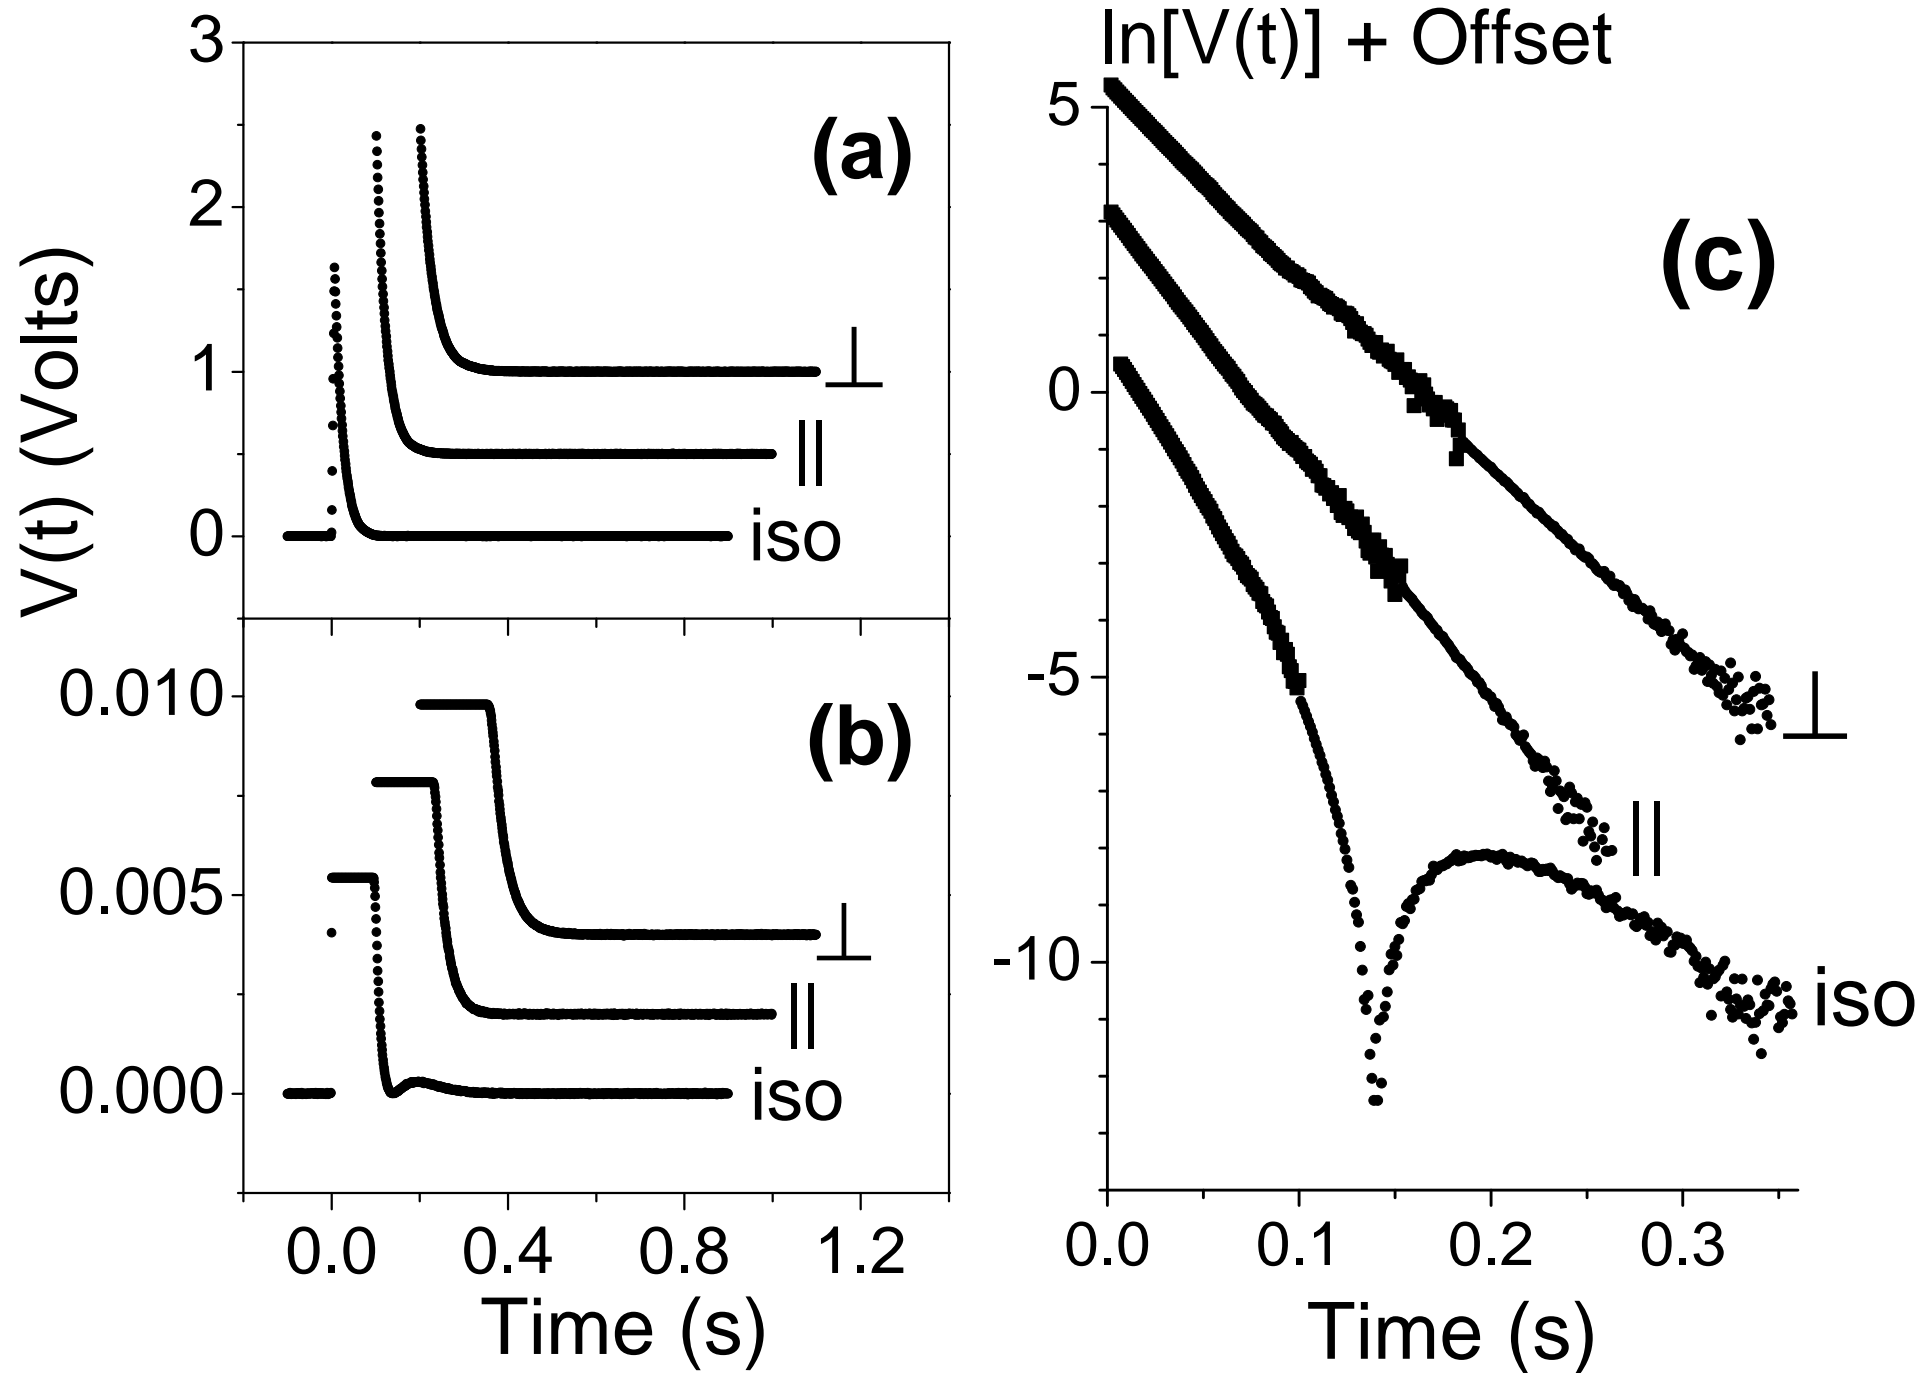 V(t) (Volts)
3
2
1
0
(a)
⊥
||
iso
0.010
0.005
0.000
(b)
⊥
||
iso
0.0 0.4 0.8 1.2
Time (s)
ln[V(t)] + Offset
5
0
-5
-10
(c)
⊥
||
iso
0.0 0.1 0.2 0.3
Time (s)